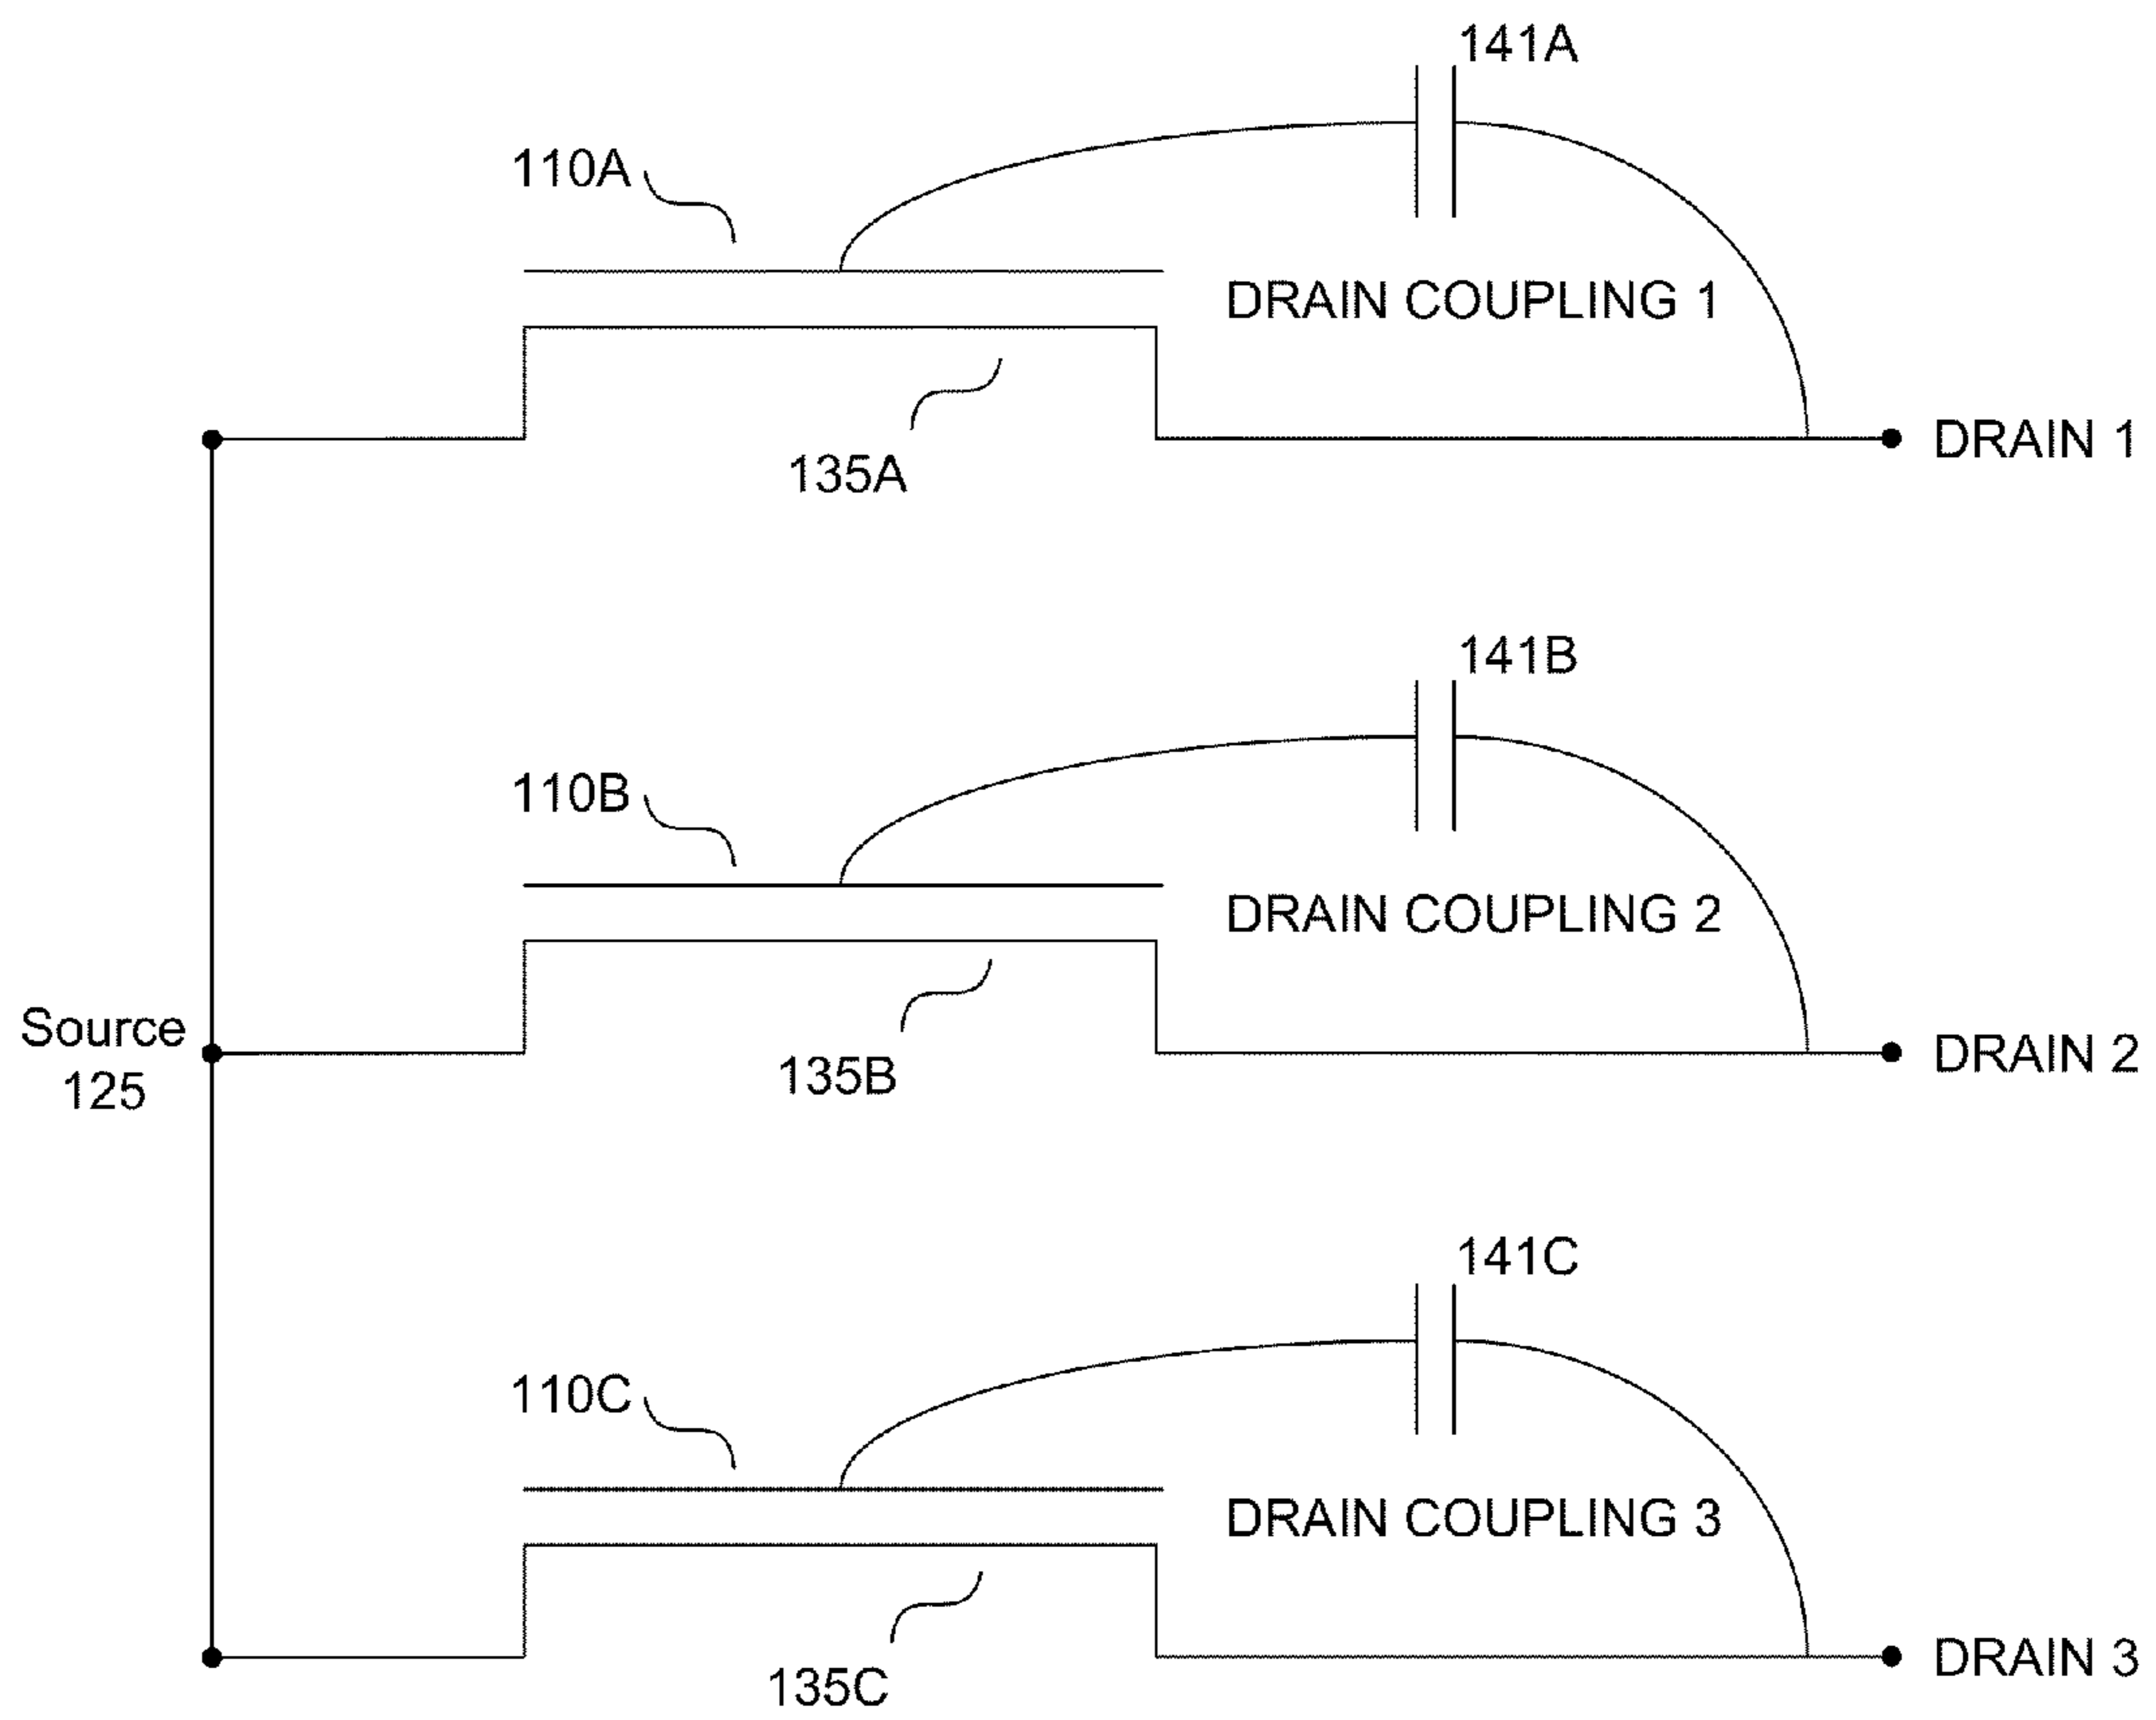 141A
110A
DRAIN COUPLING 1
DRAIN 1
135A
141B
110B
DRAIN COUPLING 2
Source
125
DRAIN 2
135B
141C
110C
DRAIN COUPLING 3
DRAIN 3
135C